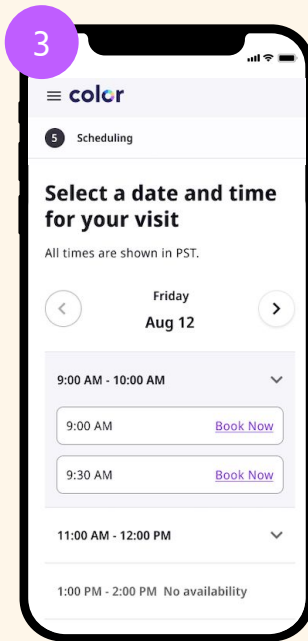 3
color
5 Scheduling
Select a date and time
for your visit
All times are shown in PST.
Friday
Aug 12
9:00 AM - 10:00 AM
9:00 AM Book Now
9:30 AM Book Now
11:00 AM - 12:00 PM
1:00 PM - 2:00 PM No availability